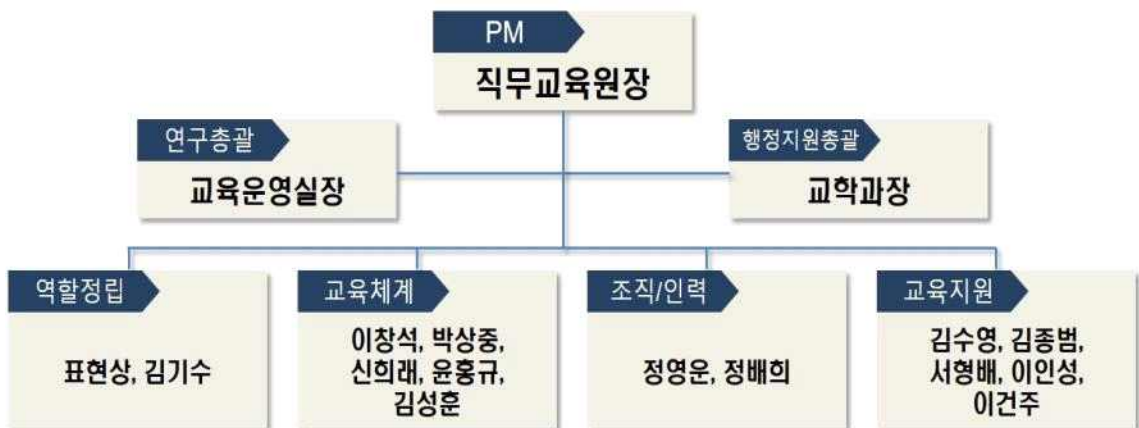 PM
직무교육원장
연구총괄
교육운영실장
행정지원총괄
교학과장
역할정립
표현상, 김기수
교육체계
이창석, 박상중,
신희래, 윤홍규,
김성훈
조직/인력
정영운, 정배희
교육지원
김수영, 김종범,
서형배, 이인성,
이건주